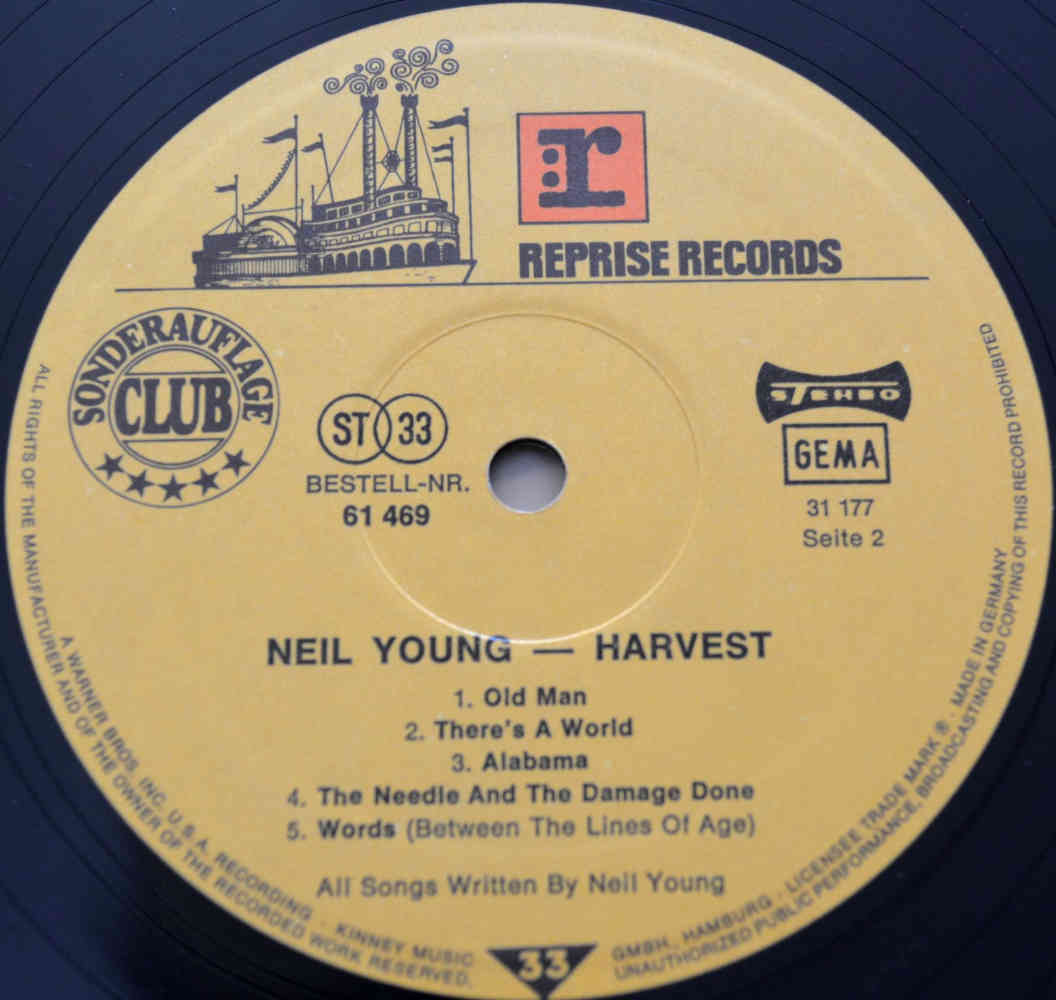 r
REPRISE RECORDS
SONDERAUFLAGE
CLUB
ST 33
BESTELL-NR.
61 469
STEREO
GEMA
31 177
Seite 2
NEIL YOUNG — HARVEST
1. Old Man
2. There's A World
3. Alabama
4. The Needle And The Damage Done
5. Words (Between The Lines Of Age)
All Songs Written By Neil Young
33
A WARNER BROS. INC. U.S.A. RECORDING · KINNEY MUSIC GMBH, HAMBURG · LICENSEE TRADE MARK ® · MADE IN GERMANY
ALL RIGHTS OF THE MANUFACTURER AND OF THE OWNER OF THE RECORDED WORK RESERVED. UNAUTHORIZED PUBLIC PERFORMANCE, BROADCASTING AND COPYING OF THIS RECORD PROHIBITED